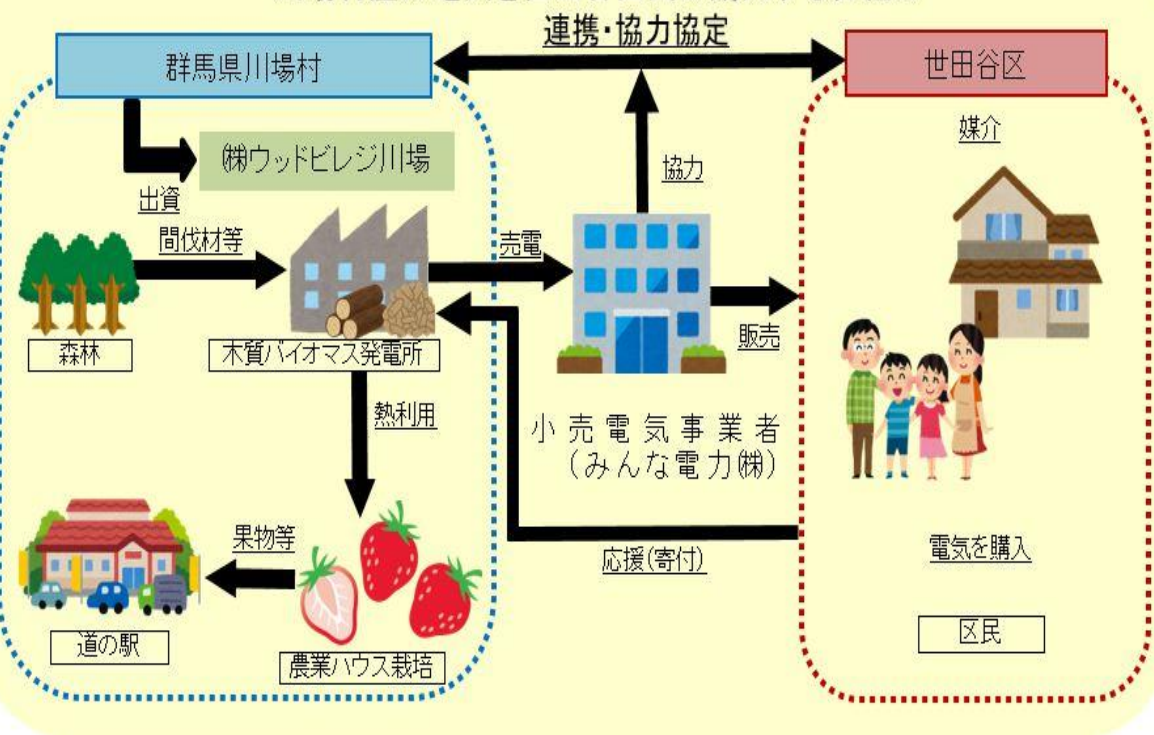 連携・協力協定
群馬県川場村
世田谷区
㈱ウッドビレジ川場
媒介
出資
協力
間伐材等
売電
森林
木質バイオマス発電所
販売
熱利用
小売電気事業者
（みんな電力㈱）
果物等
応援(寄付)
電気を購入
道の駅
農業ハウス栽培
区民